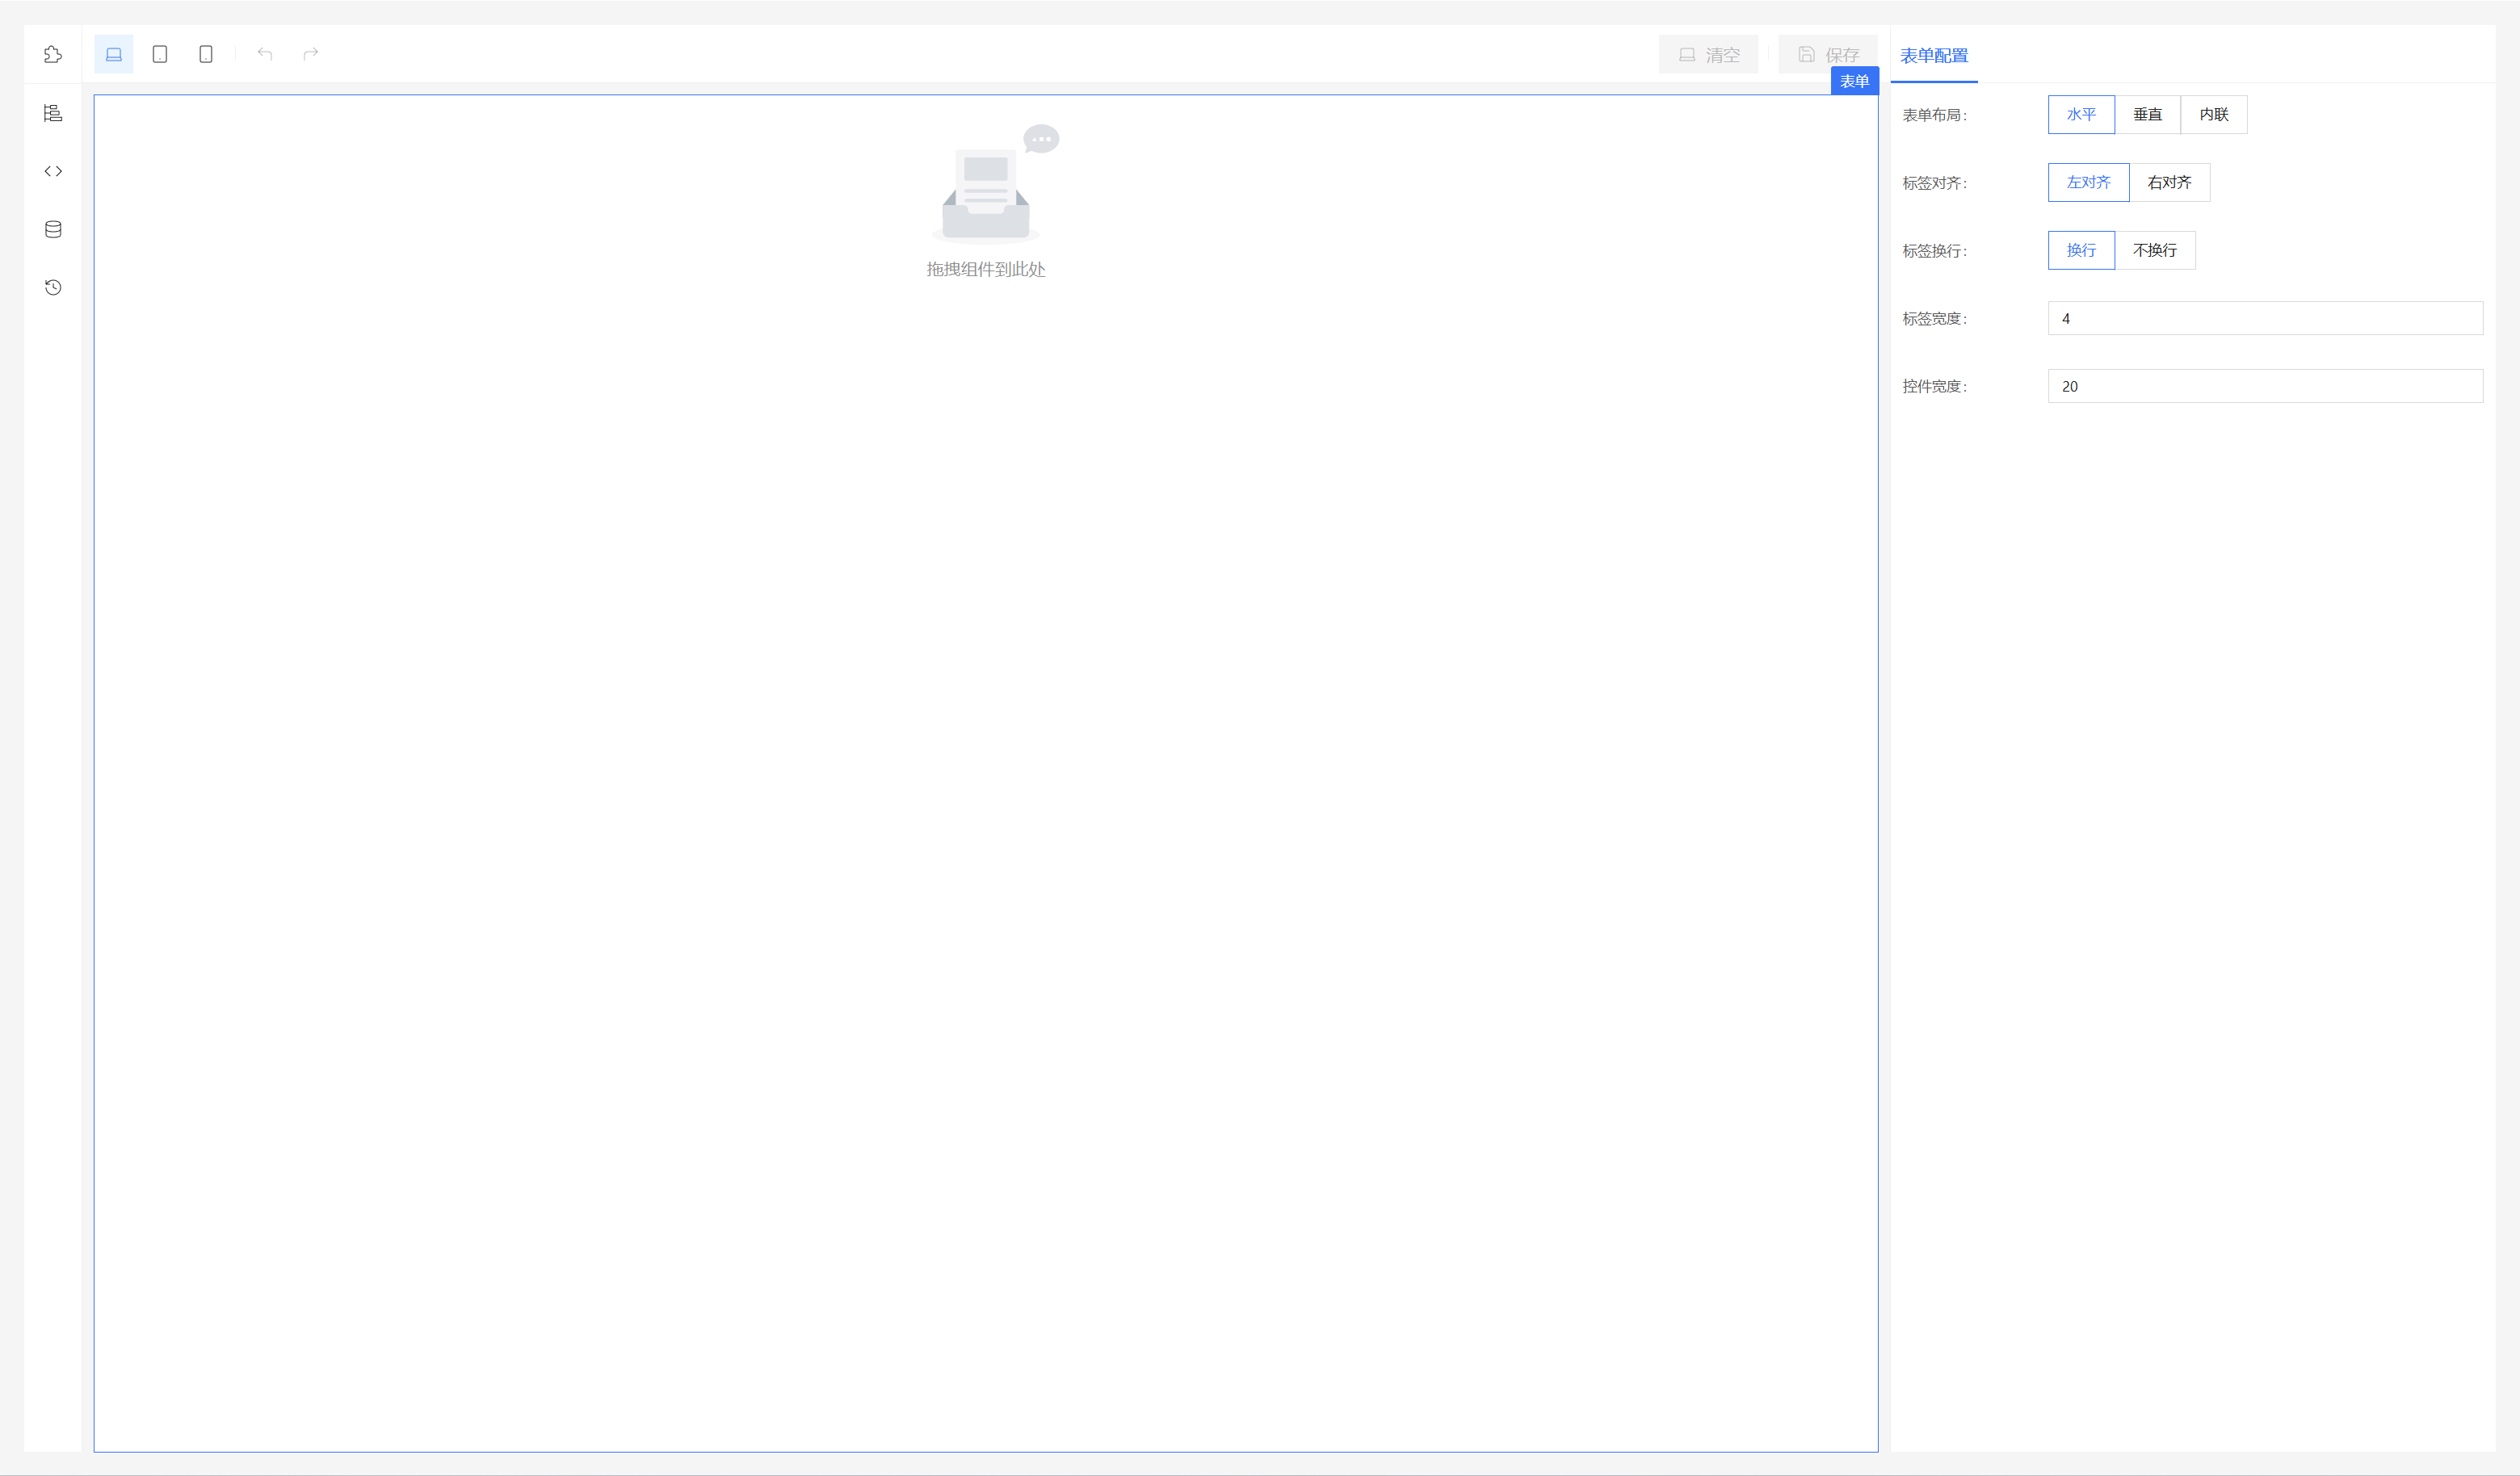 清空
保存
表单
拖拽组件到此处
表单配置
表单布局:
水平
垂直
内联
标签对齐:
左对齐
右对齐
标签换行:
换行
不换行
标签宽度:
4
控件宽度:
20